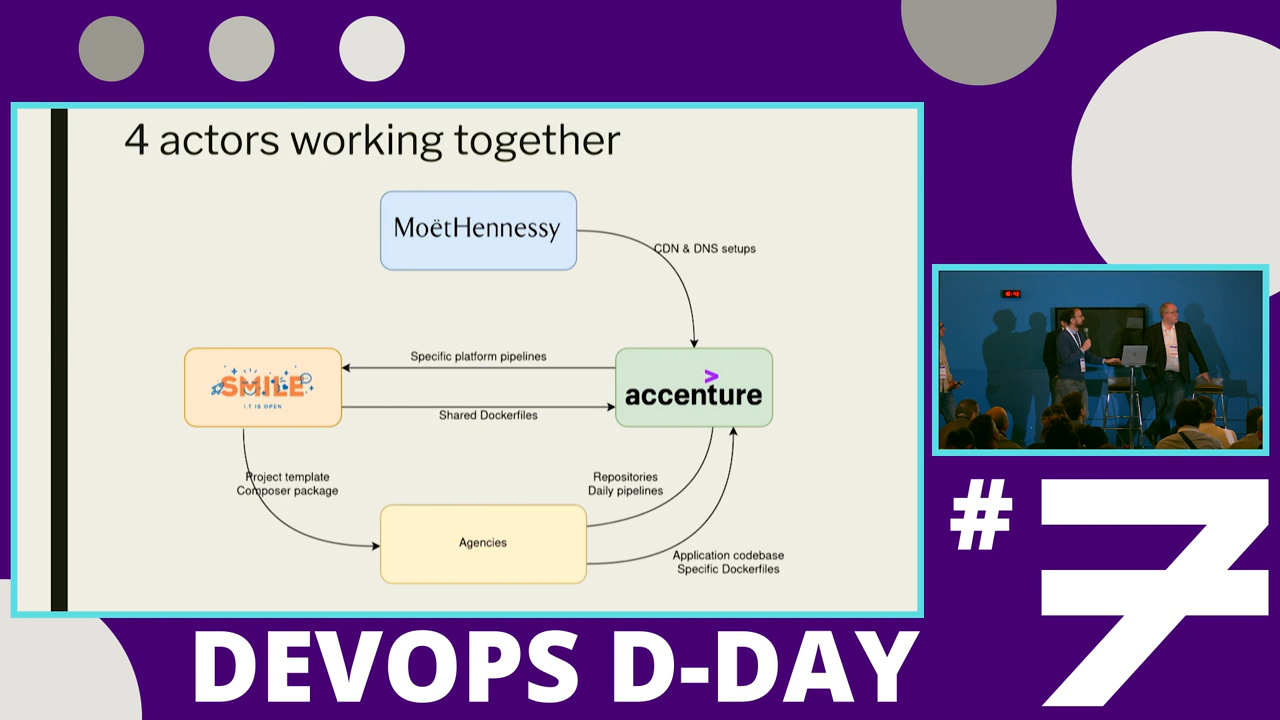 4 actors working together
MoëtHennessy
CDN & DNS setups
Specific platform pipelines
SMILE
I.T IS OPEN
>
accenture
Shared Dockerfiles
Project template
Composer package
Repositories
Daily pipelines
Agencies
Application codebase
Specific Dockerfiles
#7
DEVOPS D-DAY